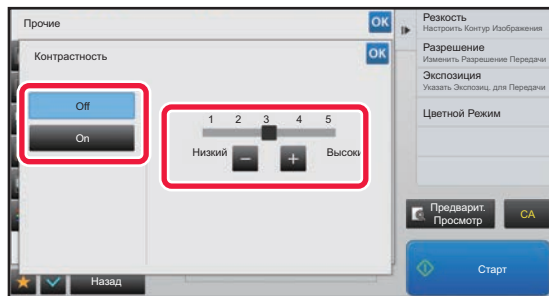 Прочие
OK
Контрастность
OK
Off
On
1 2 3 4 5
Низкий
Высоки
Назад
Резкость
Настроить Контур Изображения
Разрешение
Изменить Разрешение Передачи
Экспозиция
Указать Экспозиц. для Передачи
Цветной Режим
Предварит.
Просмотр
CA
Старт